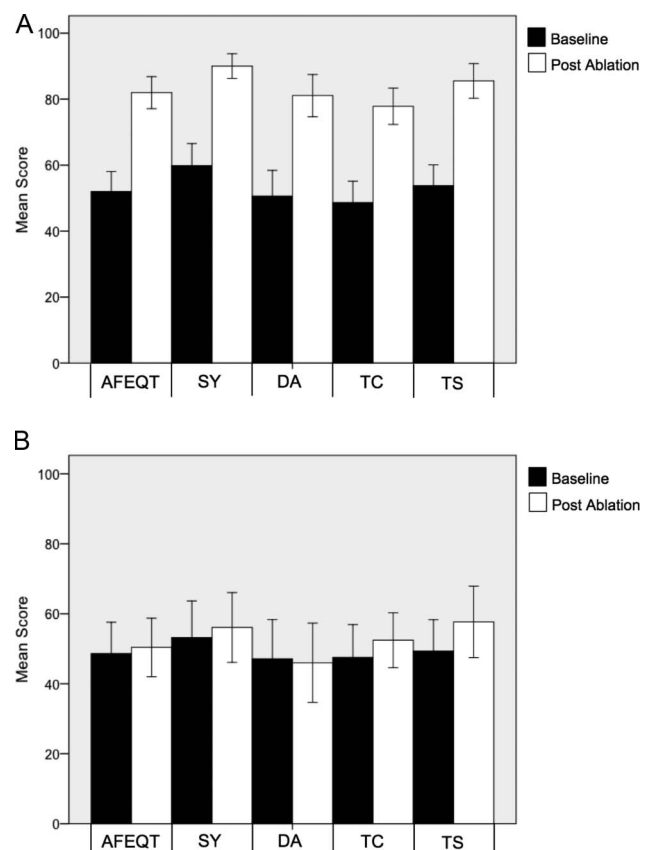 A
100
80
60
40
20
0
Mean Score
AFEQT SY DA TC TS
Baseline
Post Ablation
B
100
80
60
40
20
0
Mean Score
AFEQT SY DA TC TS
Baseline
Post Ablation